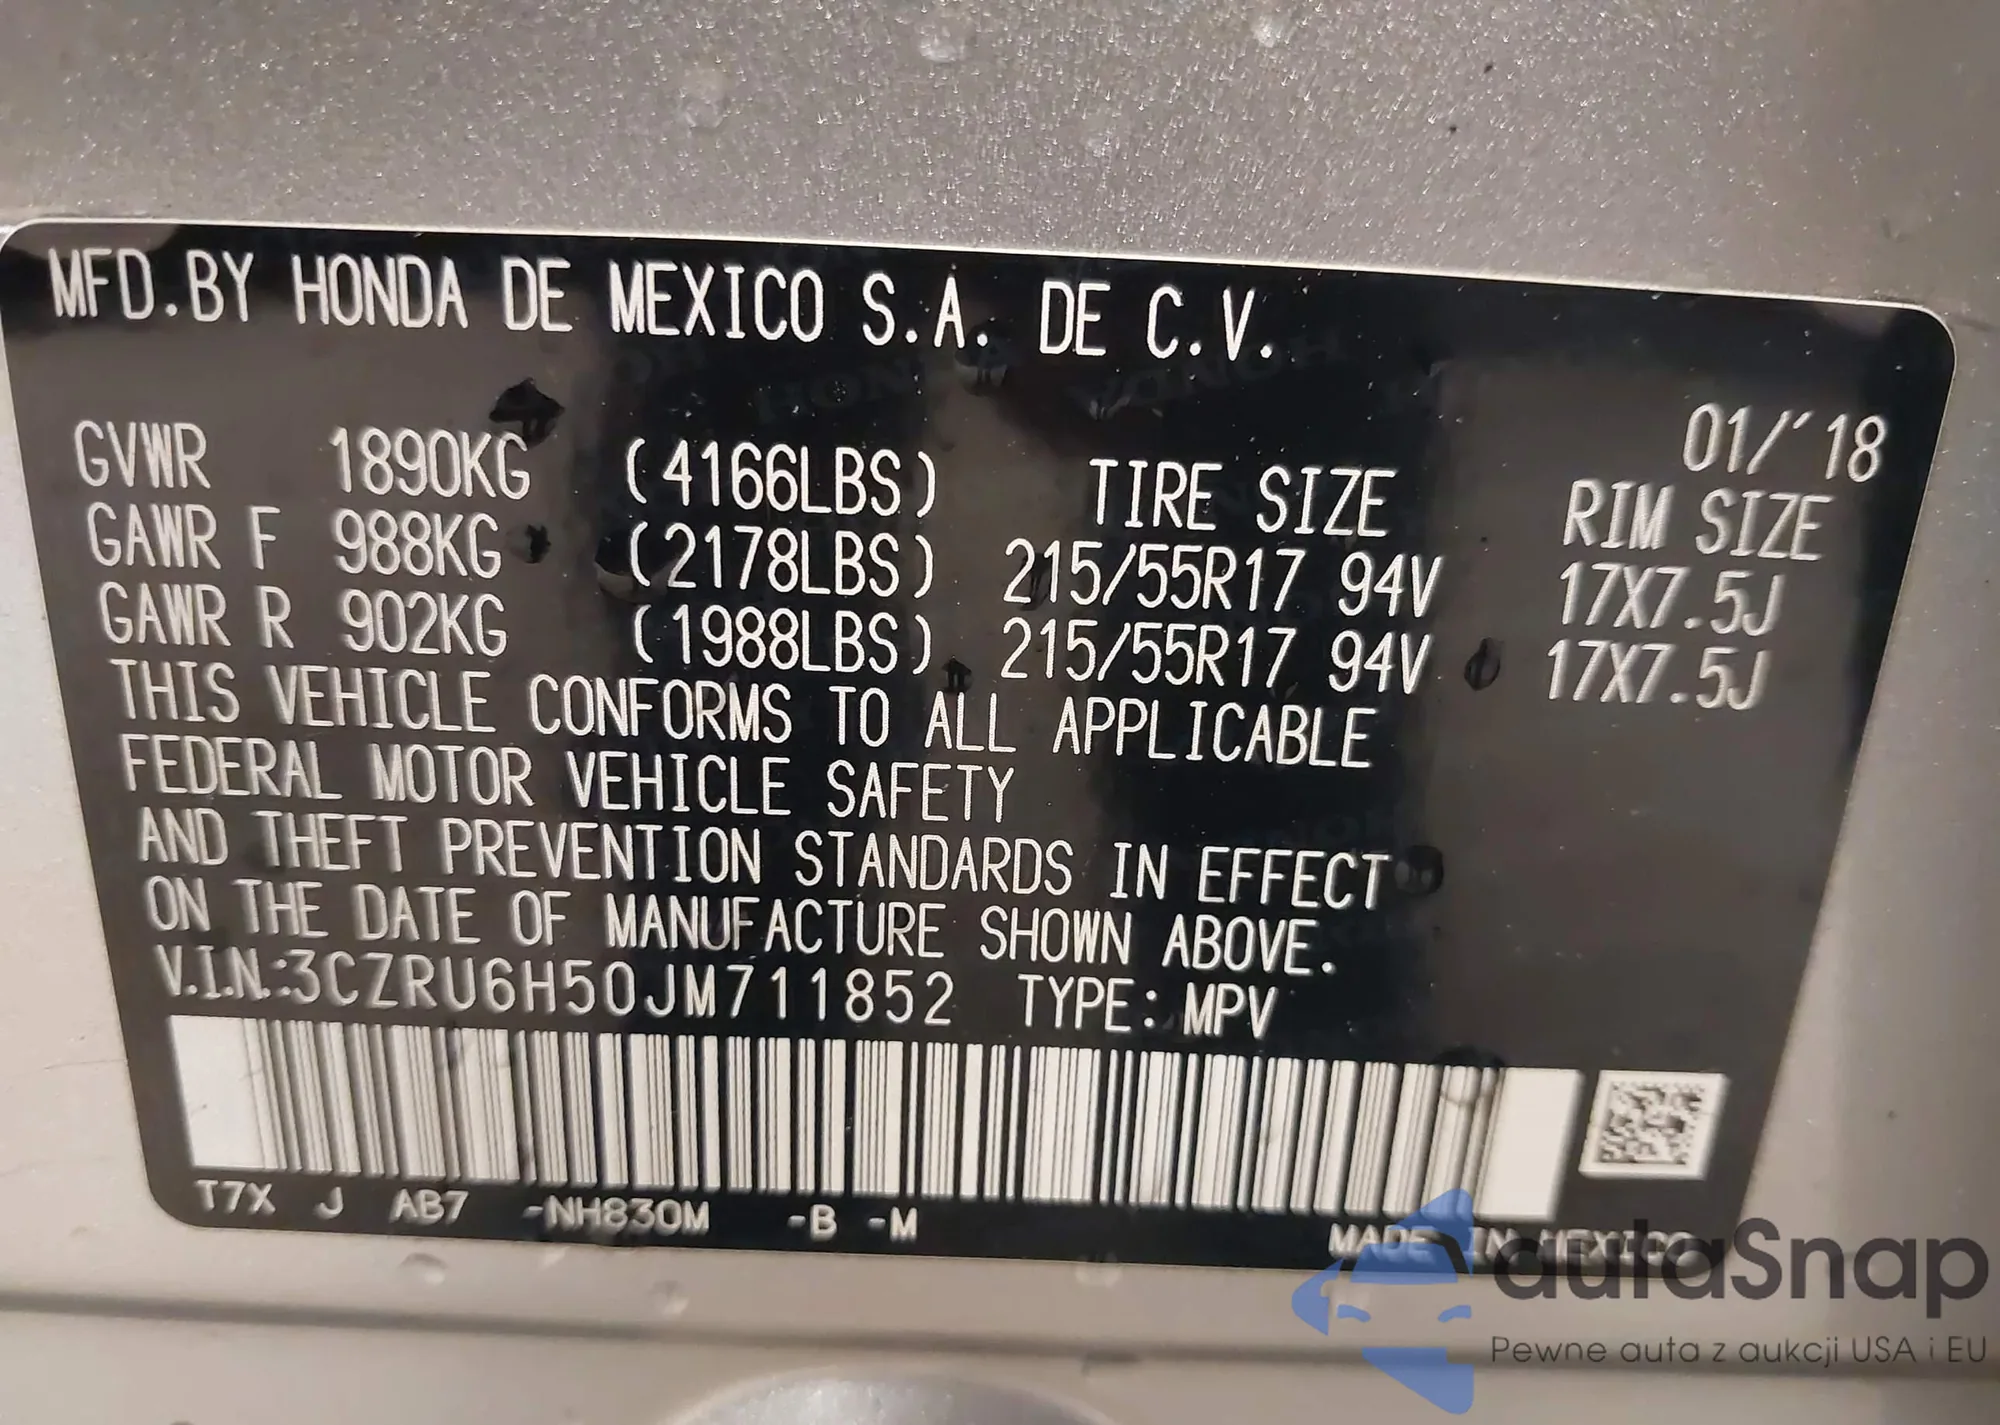 MFD.BY HONDA DE MEXICO S.A. DE C.V.
01/'18
GVWR 1890KG (4166LBS) TIRE SIZE RIM SIZE
GAWR F 988KG (2178LBS) 215/55R17 94V 17X7.5J
GAWR R 902KG (1988LBS) 215/55R17 94V 17X7.5J
THIS VEHICLE CONFORMS TO ALL APPLICABLE
FEDERAL MOTOR VEHICLE SAFETY
AND THEFT PREVENTION STANDARDS IN EFFECT
ON THE DATE OF MANUFACTURE SHOWN ABOVE.
V.I.N.:3CZRU6H50JM711852 TYPE: MPV
T7X J AB7 -NH830M -B -M
MADE IN MEXICO
autaSnap
Pewne auta z aukcji USA i EU